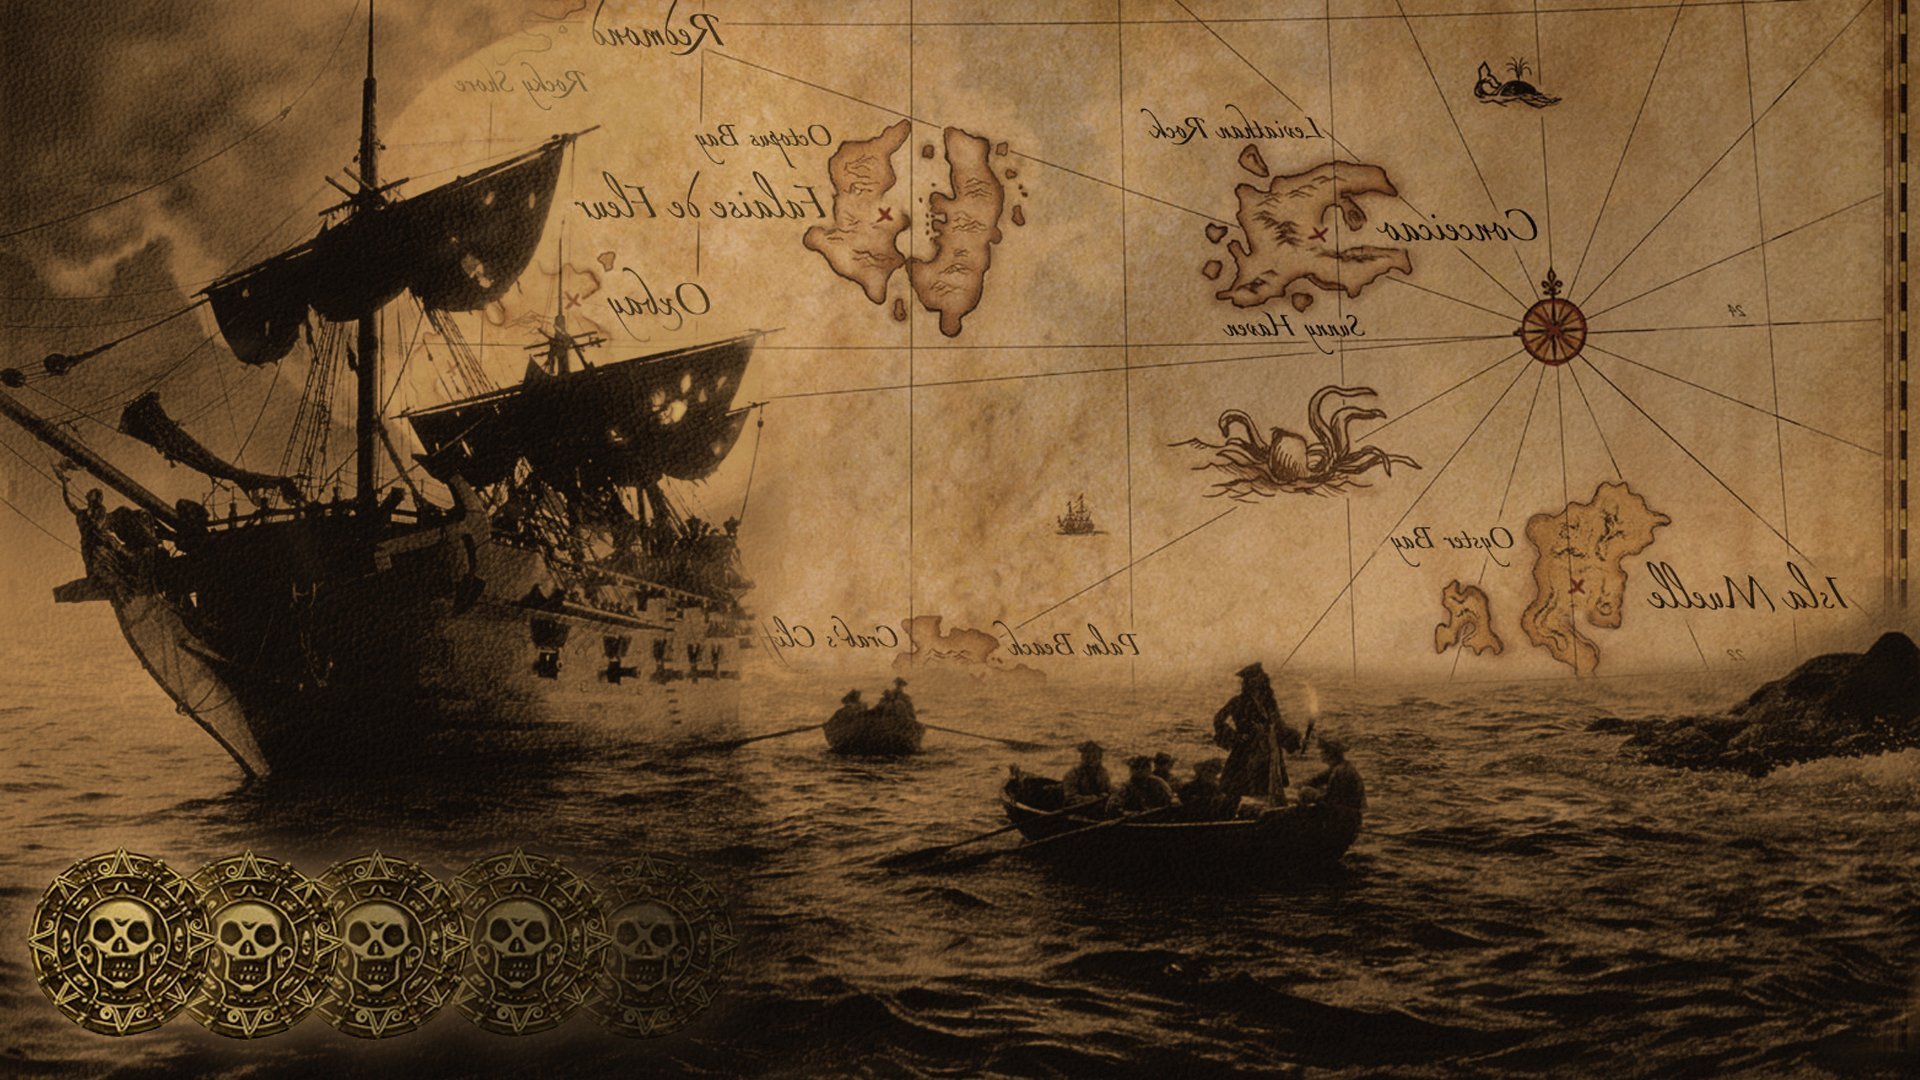 Redmond
Rocky Shore
Octopus Bay
Leviathan Rock
Falaise de Fleur
Conceicao
Oxbay
Sunny Haven
24
Oyster Bay
Isla Muelle
Crab's Clif
Palm Beach
22